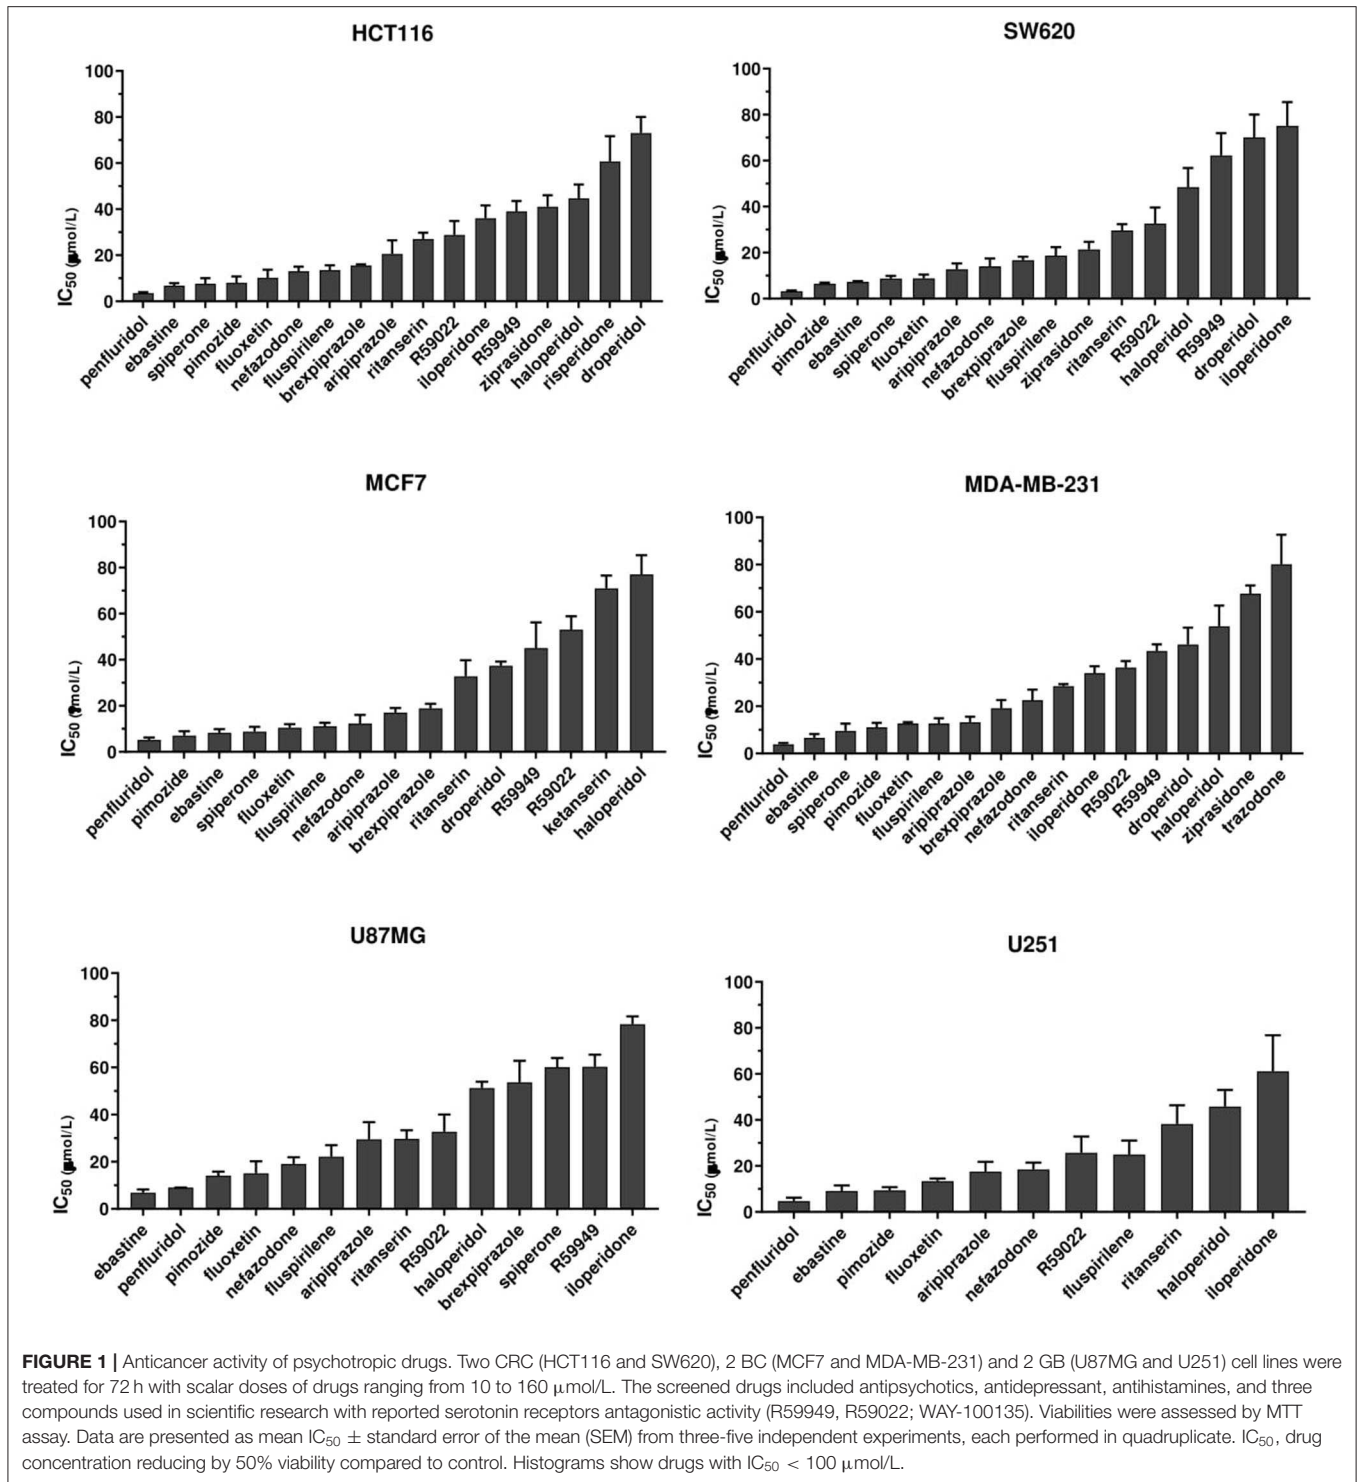 HCT116
100
80
60
40
20
0
IC50 (μmol/L)
penfluridol
ebastine
spiperone
pimozide
fluoxetin
nefazodone
fluspirilene
brexpiprazole
aripiprazole
ritanserin
R59022
iloperidone
R59949
ziprasidone
haloperidol
risperidone
droperidol
SW620
100
80
60
40
20
0
IC50 (μmol/L)
penfluridol
pimozide
ebastine
spiperone
fluoxetin
aripiprazole
nefazodone
brexpiprazole
fluspirilene
ziprasidone
ritanserin
R59022
haloperidol
R59949
droperidol
iloperidone
MCF7
100
80
60
40
20
0
IC50 (μmol/L)
penfluridol
pimozide
ebastine
spiperone
fluoxetin
fluspirilene
nefazodone
aripiprazole
brexpiprazole
ritanserin
droperidol
R59949
R59022
ketanserin
haloperidol
MDA-MB-231
100
80
60
40
20
0
IC50 (μmol/L)
penfluridol
ebastine
spiperone
pimozide
fluoxetin
fluspirilene
aripiprazole
brexpiprazole
nefazodone
ritanserin
iloperidone
R59022
R59949
droperidol
haloperidol
ziprasidone
trazodone
U87MG
100
80
60
40
20
0
IC50 (μmol/L)
ebastine
penfluridol
pimozide
fluoxetin
nefazodone
fluspirilene
aripiprazole
ritanserin
R59022
haloperidol
brexpiprazole
spiperone
R59949
iloperidone
U251
100
80
60
40
20
0
IC50 (μmol/L)
penfluridol
ebastine
pimozide
fluoxetin
aripiprazole
nefazodone
R59022
fluspirilene
ritanserin
haloperidol
iloperidone
FIGURE 1 | Anticancer activity of psychotropic drugs. Two CRC (HCT116 and SW620), 2 BC (MCF7 and MDA-MB-231) and 2 GB (U87MG and U251) cell lines were
treated for 72 h with scalar doses of drugs ranging from 10 to 160 μmol/L. The screened drugs included antipsychotics, antidepressant, antihistamines, and three
compounds used in scientific research with reported serotonin receptors antagonistic activity (R59949, R59022; WAY-100135). Viabilities were assessed by MTT
assay. Data are presented as mean IC50 ± standard error of the mean (SEM) from three-five independent experiments, each performed in quadruplicate. IC50, drug
concentration reducing by 50% viability compared to control. Histograms show drugs with IC50 < 100 μmol/L.